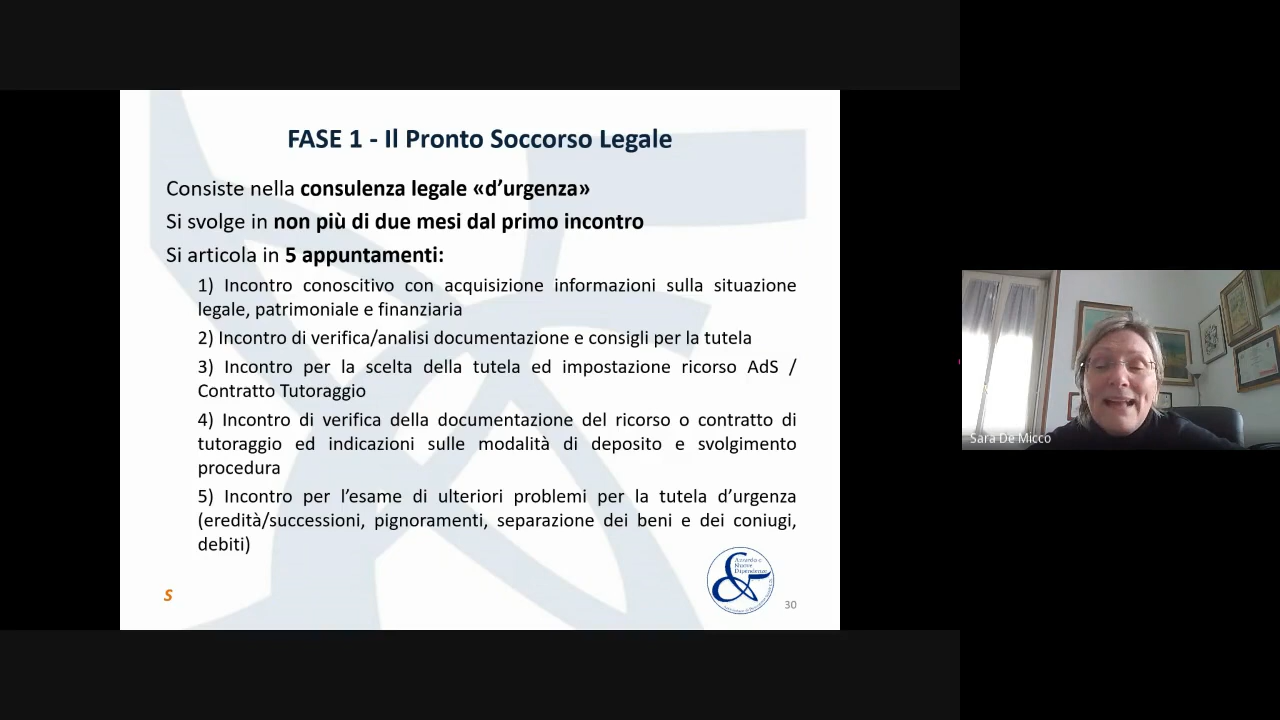 FASE 1 - Il Pronto Soccorso Legale
Consiste nella consulenza legale «d’urgenza»
Si svolge in non più di due mesi dal primo incontro
Si articola in 5 appuntamenti:
1) Incontro conoscitivo con acquisizione informazioni sulla situazione
legale, patrimoniale e finanziaria
2) Incontro di verifica/analisi documentazione e consigli per la tutela
3) Incontro per la scelta della tutela ed impostazione ricorso AdS /
Contratto Tutoraggio
4) Incontro di verifica della documentazione del ricorso o contratto di
tutoraggio ed indicazioni sulle modalità di deposito e svolgimento
procedura
5) Incontro per l’esame di ulteriori problemi per la tutela d’urgenza
(eredità/successioni, pignoramenti, separazione dei beni e dei coniugi,
debiti)
S
Azzardo e
Nuove
Dipendenze
30
Sara De Micco